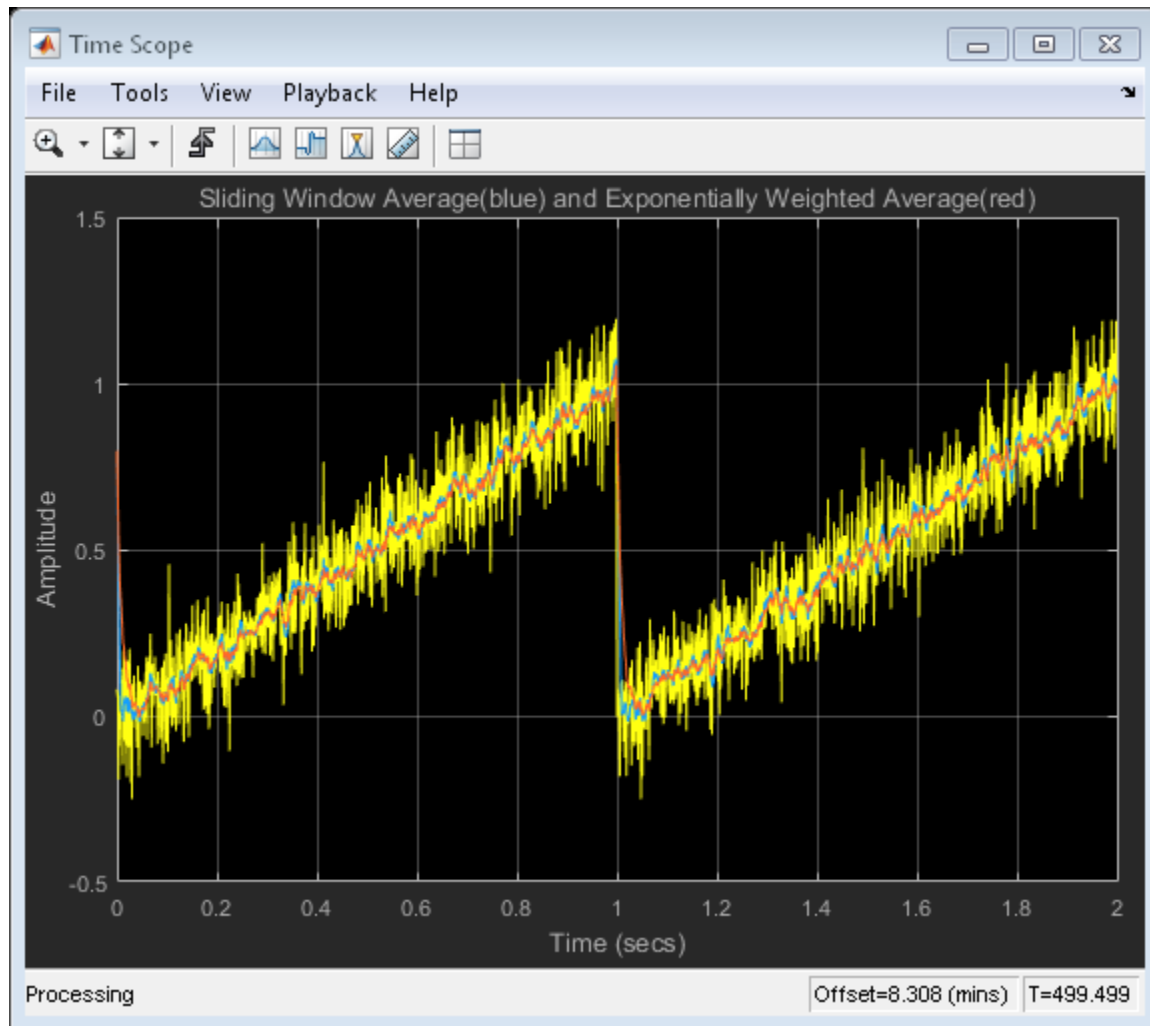 Time Scope
File Tools View Playback Help
Sliding Window Average(blue) and Exponentially Weighted Average(red)
1.5
1
0.5
0
-0.5
Amplitude
0 0.2 0.4 0.6 0.8 1 1.2 1.4 1.6 1.8 2
Time (secs)
Processing Offset=8.308 (mins) T=499.499